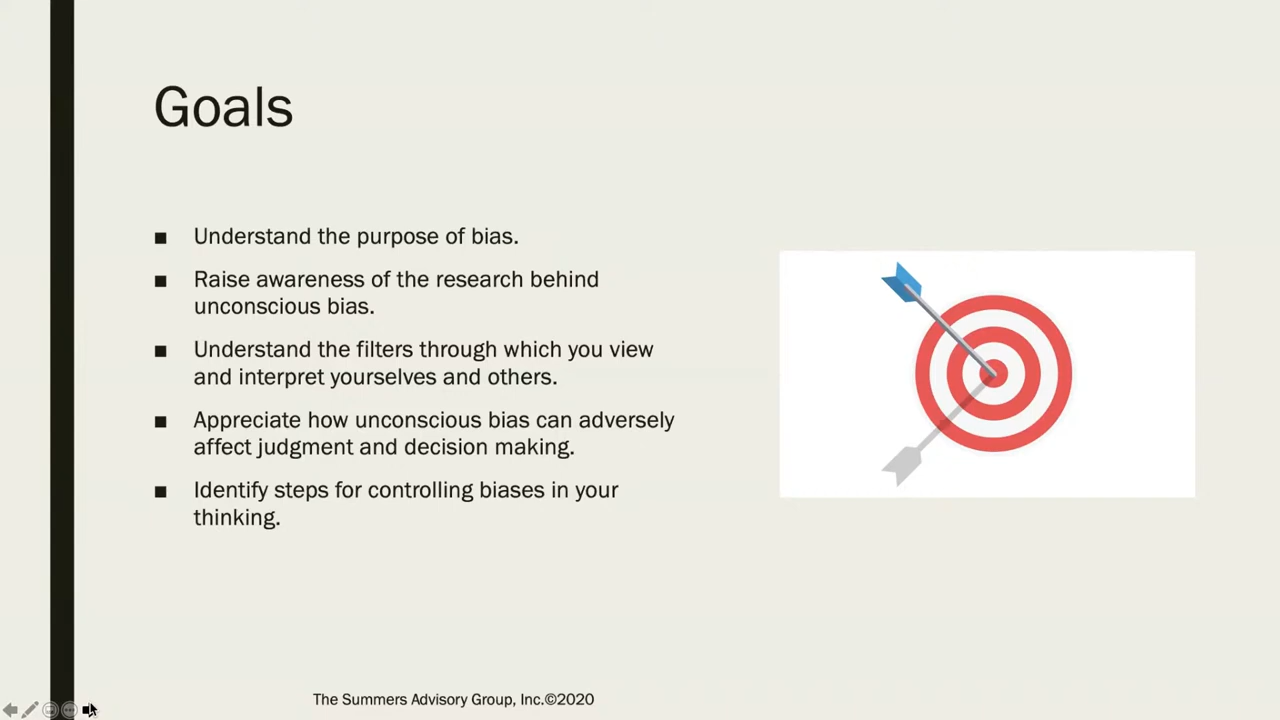 Goals
■ Understand the purpose of bias.
■ Raise awareness of the research behind
unconscious bias.
■ Understand the filters through which you view
and interpret yourselves and others.
■ Appreciate how unconscious bias can adversely
affect judgment and decision making.
■ Identify steps for controlling biases in your
thinking.
The Summers Advisory Group, Inc.©2020